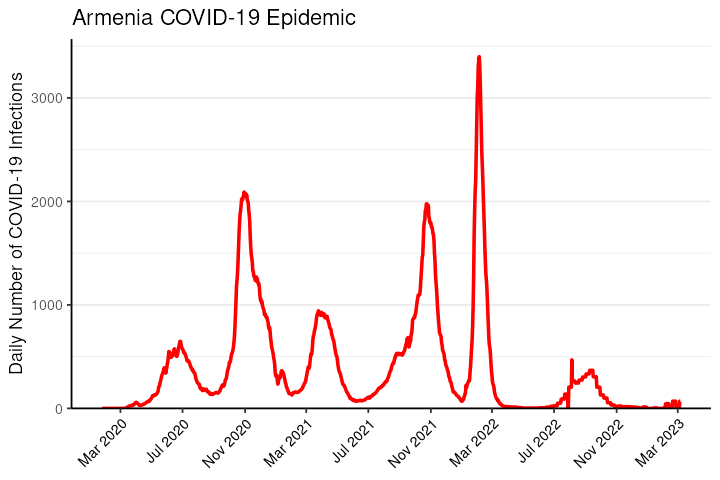 Armenia COVID-19 Epidemic
Daily Number of COVID-19 Infections
3000
2000
1000
0
Mar 2020
Jul 2020
Nov 2020
Mar 2021
Jul 2021
Nov 2021
Mar 2022
Jul 2022
Nov 2022
Mar 2023